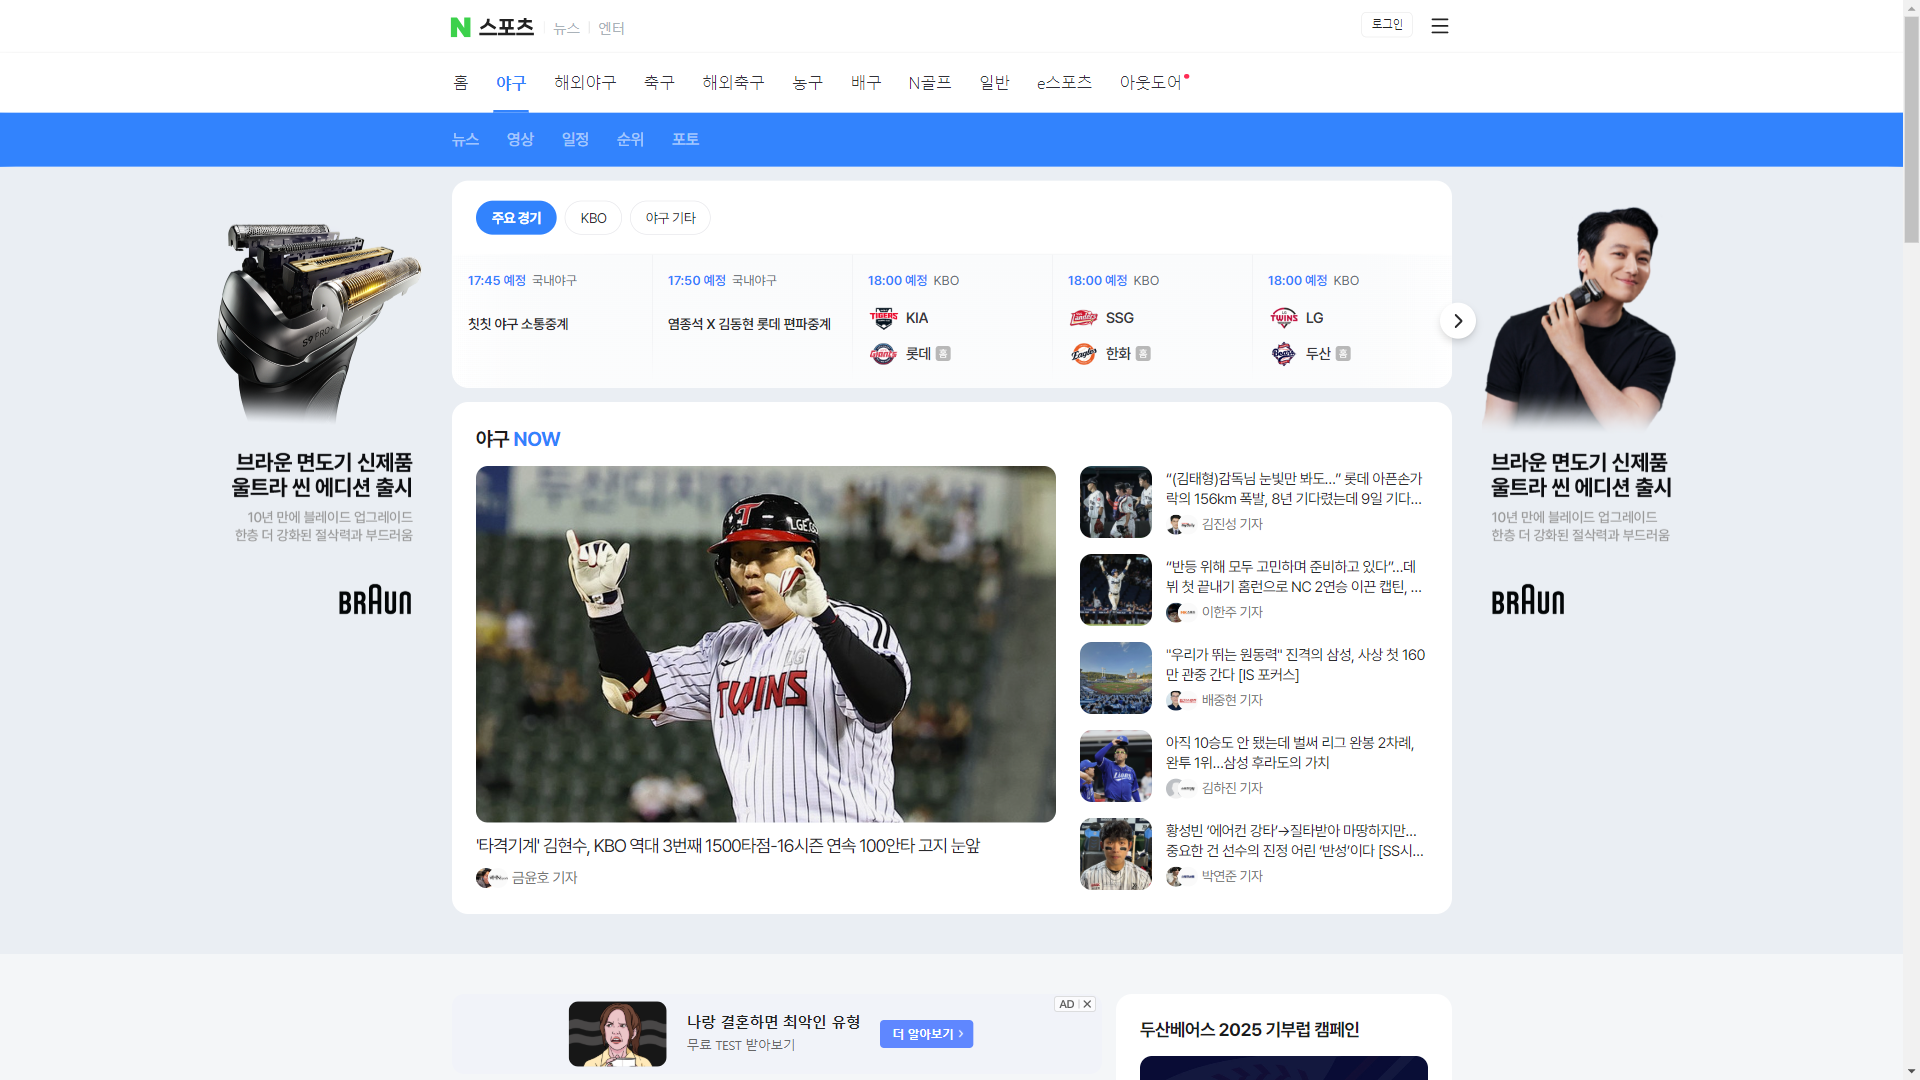 N 스포츠 뉴스 엔터
로그인
홈 야구 해외야구 축구 해외축구 농구 배구 N골프 일반 e스포츠 아웃도어
뉴스 영상 일정 순위 포토
주요 경기 KBO 야구 기타
17:45 예정 국내야구
칫칫 야구 소통중계
17:50 예정 국내야구
염종석 X 김동현 롯데 편파중계
18:00 예정 KBO
KIA
롯데 홈
18:00 예정 KBO
SSG
한화 홈
18:00 예정 KBO
LG
두산 홈
S9 PRO+
브라운 면도기 신제품
울트라 씬 에디션 출시
10년 만에 블레이드 업그레이드
한층 더 강화된 절삭력과 부드러움
BRAUN
야구 NOW
TWINS
'타격기계' 김현수, KBO 역대 3번째 1500타점-16시즌 연속 100안타 고지 눈앞
금윤호 기자
“(김태형)감독님 눈빛만 봐도…” 롯데 아픈손가
락의 156km 폭발, 8년 기다렸는데 9일 기다...
김진성 기자
“반등 위해 모두 고민하며 준비하고 있다”…데
뷔 첫 끝내기 홈런으로 NC 2연승 이끈 캡틴, ...
이한주 기자
"우리가 뛰는 원동력" 진격의 삼성, 사상 첫 160
만 관중 간다 [IS 포커스]
배중현 기자
아직 10승도 안 됐는데 벌써 리그 완봉 2차례,
완투 1위…삼성 후라도의 가치
김하진 기자
황성빈 ‘에어컨 강타’→질타받아 마땅하지만…
중요한 건 선수의 진정 어린 ‘반성’이다 [SS시...
박연준 기자
브라운 면도기 신제품
울트라 씬 에디션 출시
10년 만에 블레이드 업그레이드
한층 더 강화된 절삭력과 부드러움
BRAUN
나랑 결혼하면 최악인 유형
무료 TEST 받아보기
더 알아보기
AD
두산베어스 2025 기부럽 캠페인